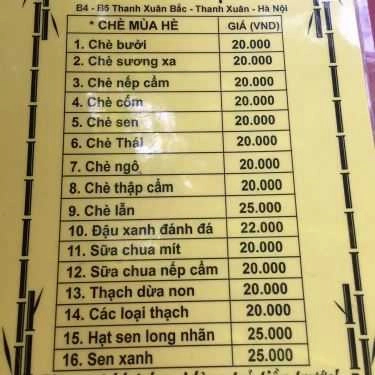 B4 - B5 Thanh Xuân Bắc - Thanh Xuân - Hà Nội
* CHÈ MÙA HÈ GIÁ (VND)
1. Chè bưởi 20.000
2. Chè sương xa 20.000
3. Chè nếp cẩm 20.000
4. Chè cốm 20.000
5. Chè sen 20.000
6. Chè Thái 20.000
7. Chè ngô 20.000
8. Chè thập cẩm 20.000
9. Chè lẫn 25.000
10. Đậu xanh đánh đá 22.000
11. Sữa chua mít 20.000
12. Sữa chua nếp cẩm 20.000
13. Thạch dừa non 20.000
14. Các loại thạch 20.000
15. Hạt sen long nhãn 25.000
16. Sen xanh 25.000